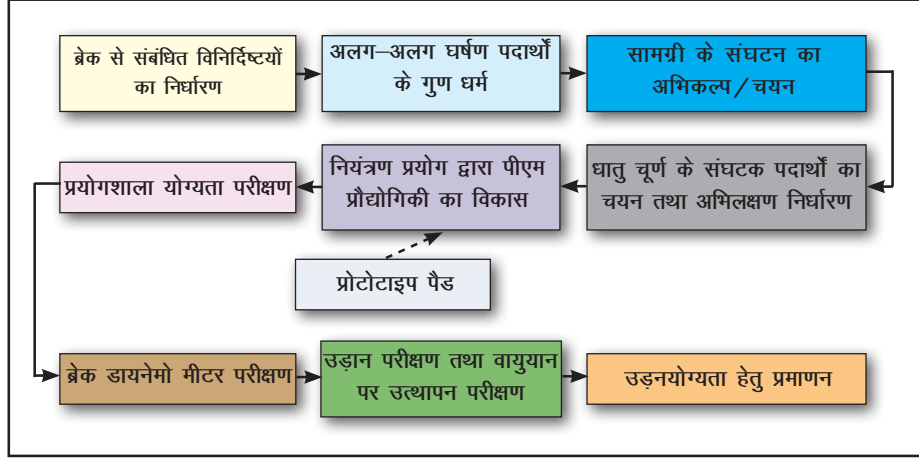 ब्रेक से संबंधित विनिर्दिष्टयों
का निर्धारण
अलग–अलग घर्षण पदार्थों
के गुण धर्म
सामग्री के संघटन का
अभिकल्प/चयन
धातु चूर्ण के संघटक पदार्थों का
चयन तथा अभिलक्षण निर्धारण
नियंत्रण प्रयोग द्वारा पीएम
प्रौद्योगिकी का विकास
प्रयोगशाला योग्यता परीक्षण
प्रोटोटाइप पैड
ब्रेक डायनेमो मीटर परीक्षण
उड़ान परीक्षण तथा वायुयान
पर उत्थापन परीक्षण
उड़नयोग्यता हेतु प्रमाणन